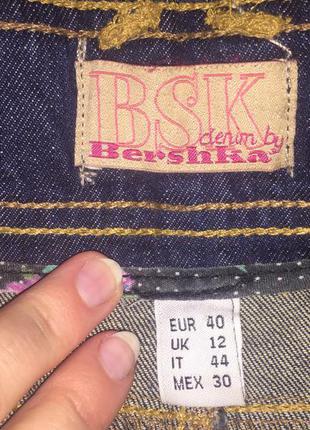 BSK
denim by
Bershka
EUR 40
UK 12
IT 44
MEX 30